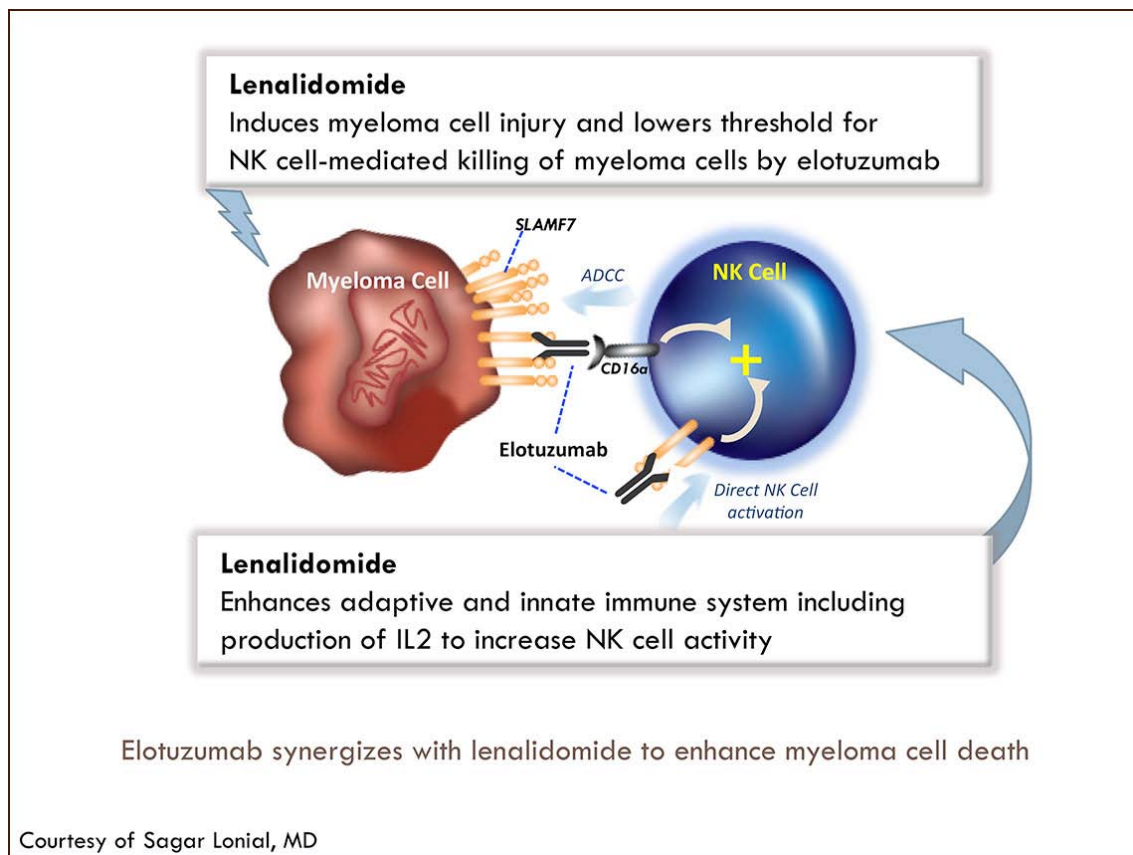 Lenalidomide
Induces myeloma cell injury and lowers threshold for
NK cell-mediated killing of myeloma cells by elotuzumab
SLAMF7
Myeloma Cell
ADCC
NK Cell
+
CD16a
Elotuzumab
Direct NK Cell
activation
Lenalidomide
Enhances adaptive and innate immune system including
production of IL2 to increase NK cell activity
Elotuzumab synergizes with lenalidomide to enhance myeloma cell death
Courtesy of Sagar Lonial, MD